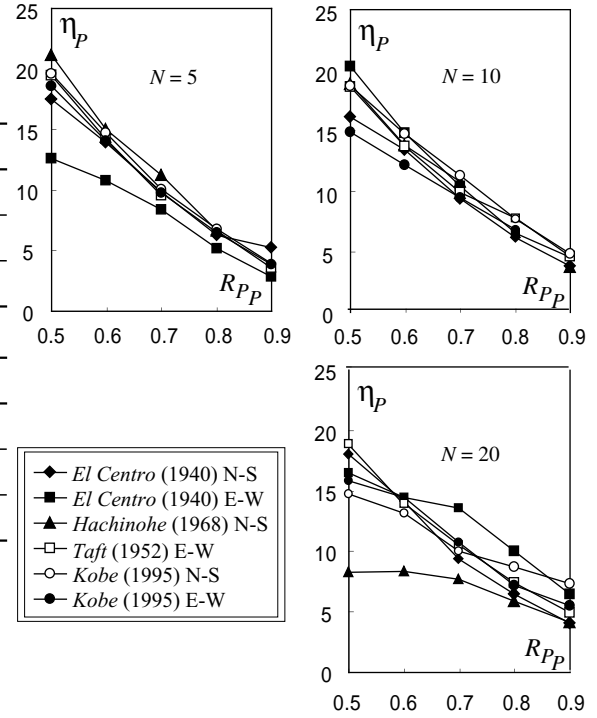 25
20
15
10
5
0
η_P
N = 5
R_{P_P}
0.5 0.6 0.7 0.8 0.9
25
20
15
10
5
0
η_P
N = 10
R_{P_P}
0.5 0.6 0.7 0.8 0.9
El Centro (1940) N-S
El Centro (1940) E-W
Hachinohe (1968) N-S
Taft (1952) E-W
Kobe (1995) N-S
Kobe (1995) E-W
25
20
15
10
5
0
η_P
N = 20
R_{P_P}
0.5 0.6 0.7 0.8 0.9